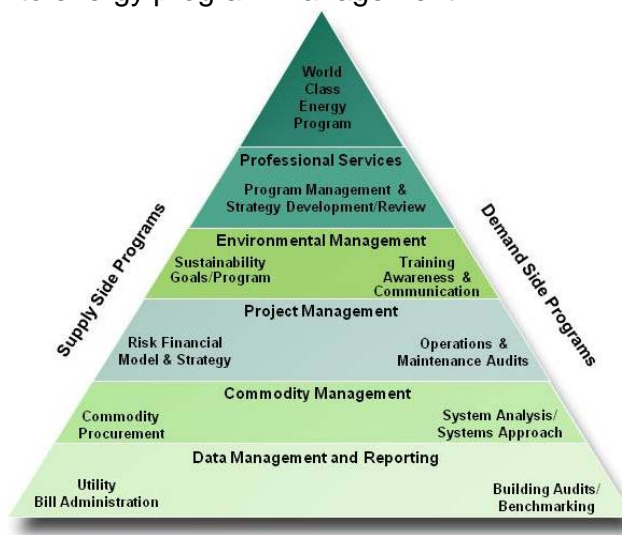 to energy program management
World
Class
Energy
Program
Professional Services
Program Management &
Strategy Development/Review
Environmental Management
Sustainability
Goals/Program
Training
Awareness &
Communication
Supply Side Programs
Demand Side Programs
Project Management
Risk Financial
Model & Strategy
Operations &
Maintenance Audits
Commodity Management
Commodity
Procurement
System Analysis/
Systems Approach
Data Management and Reporting
Utility
Bill Administration
Building Audits/
Benchmarking